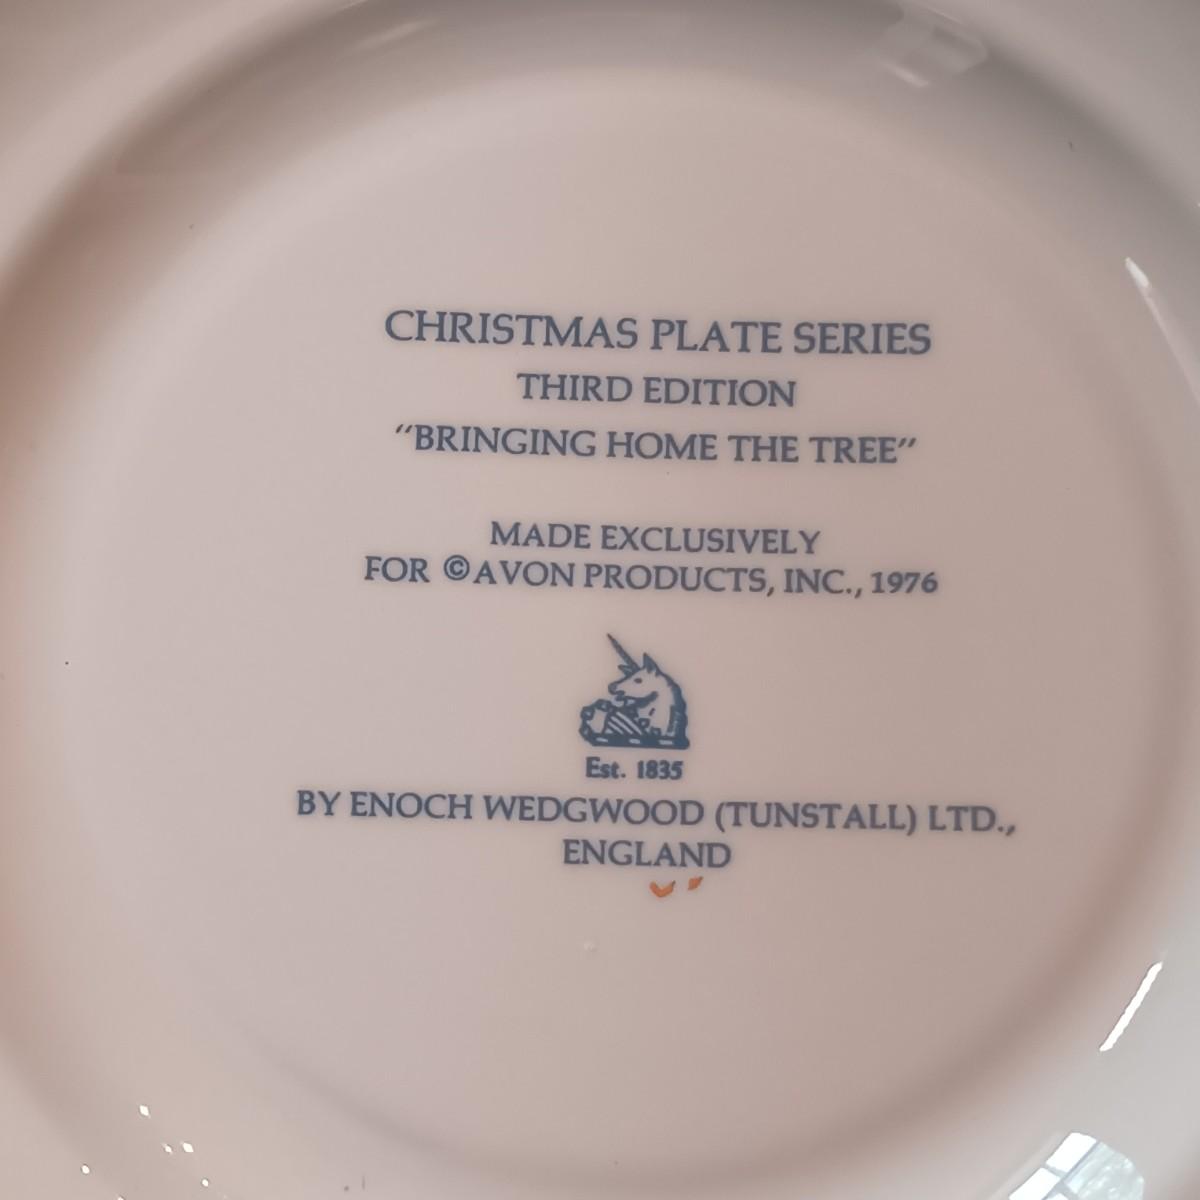 CHRISTMAS PLATE SERIES
THIRD EDITION
"BRINGING HOME THE TREE"
MADE EXCLUSIVELY
FOR ©AVON PRODUCTS, INC., 1976
Est. 1835
BY ENOCH WEDGWOOD (TUNSTALL) LTD.,
ENGLAND